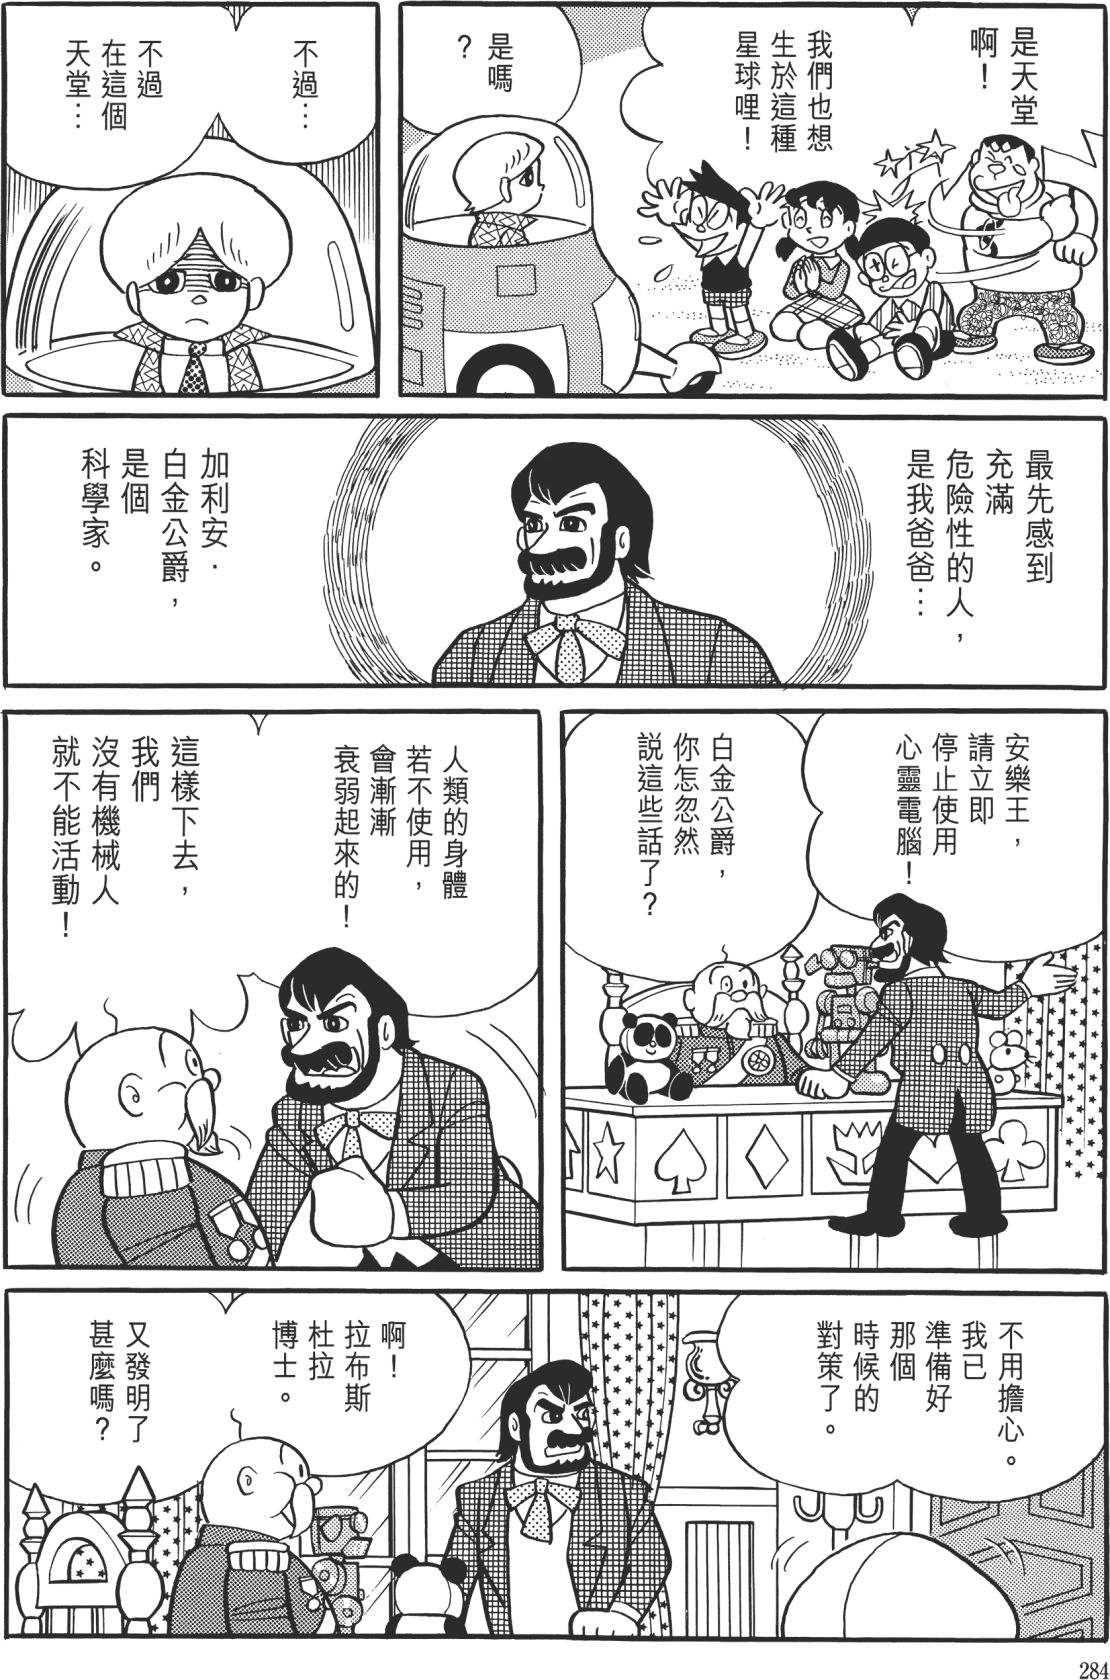 是天堂
啊！
我們也想
生於這種
星球哩！
是嗎
？
不過…
不過
在這個
天堂…
最先感到
充滿
危險性的人，
是我爸爸…
加利安．
白金公爵，
是個
科學家。
安樂王，
請立即
停止使用
心靈電腦！
白金公爵，
你怎忽然
説這些話了？
人類的身體
若不使用，
會漸漸
衰弱起來的！
這樣下去，
我們
沒有機械人
就不能活動！
不用擔心。
我已
準備好
那個
時候的
對策了。
啊！
拉布斯
杜拉
博士。
又發明了
甚麼嗎？
284